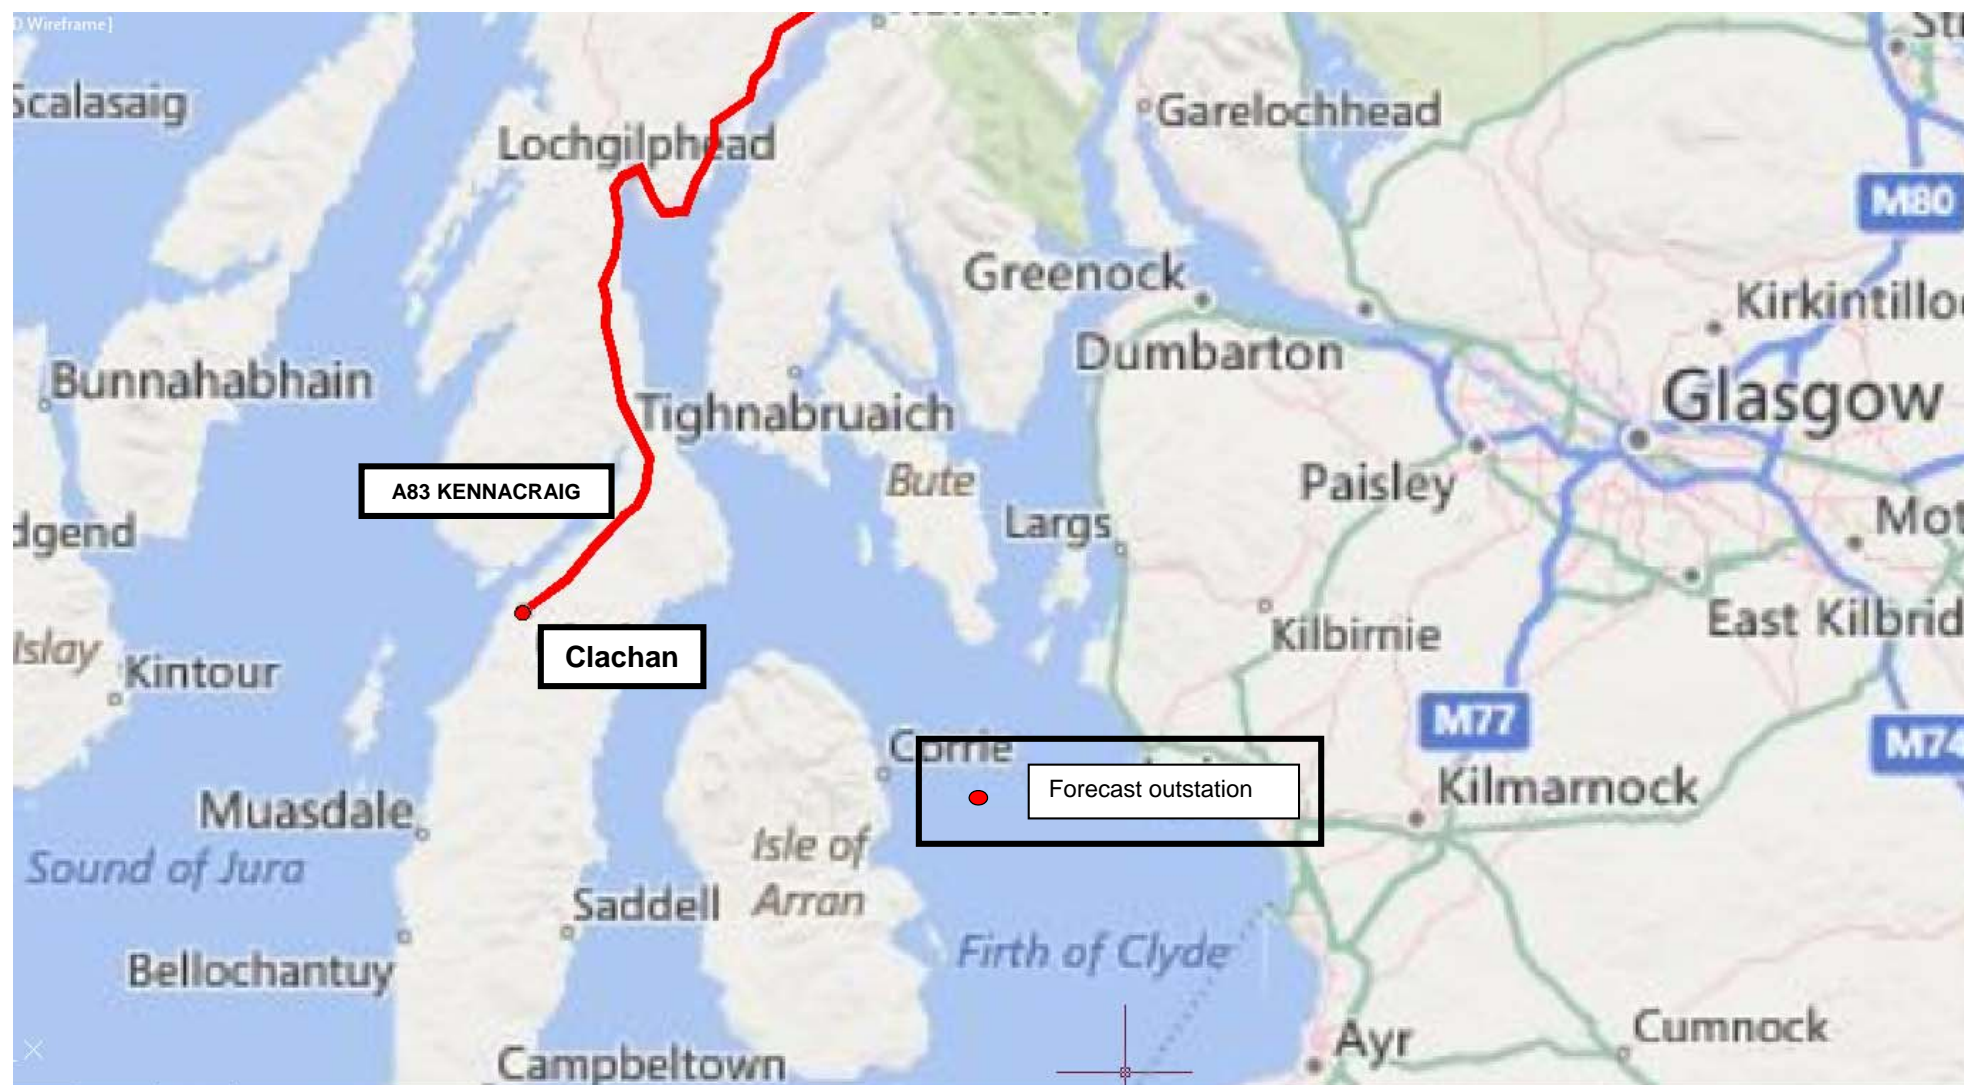 D Wireframe]
Scalasaig
Lochgilphead
Garelochhead
M80
Greenock
Kirkintillo
Dumbarton
Bunnahabhain
Glasgow
Tighnabruaich
A83 KENNACRAIG
Bute
Paisley
Largs
Mot
dgend
Clachan
Kilbirnie
East Kilbrid
Islay
Kintour
M77
M74
Corrie
Forecast outstation
Kilmarnock
Muasdale
Isle of
Arran
Sound of Jura
Saddell
Firth of Clyde
Bellochantuy
Ayr
Cumnock
Campbeltown